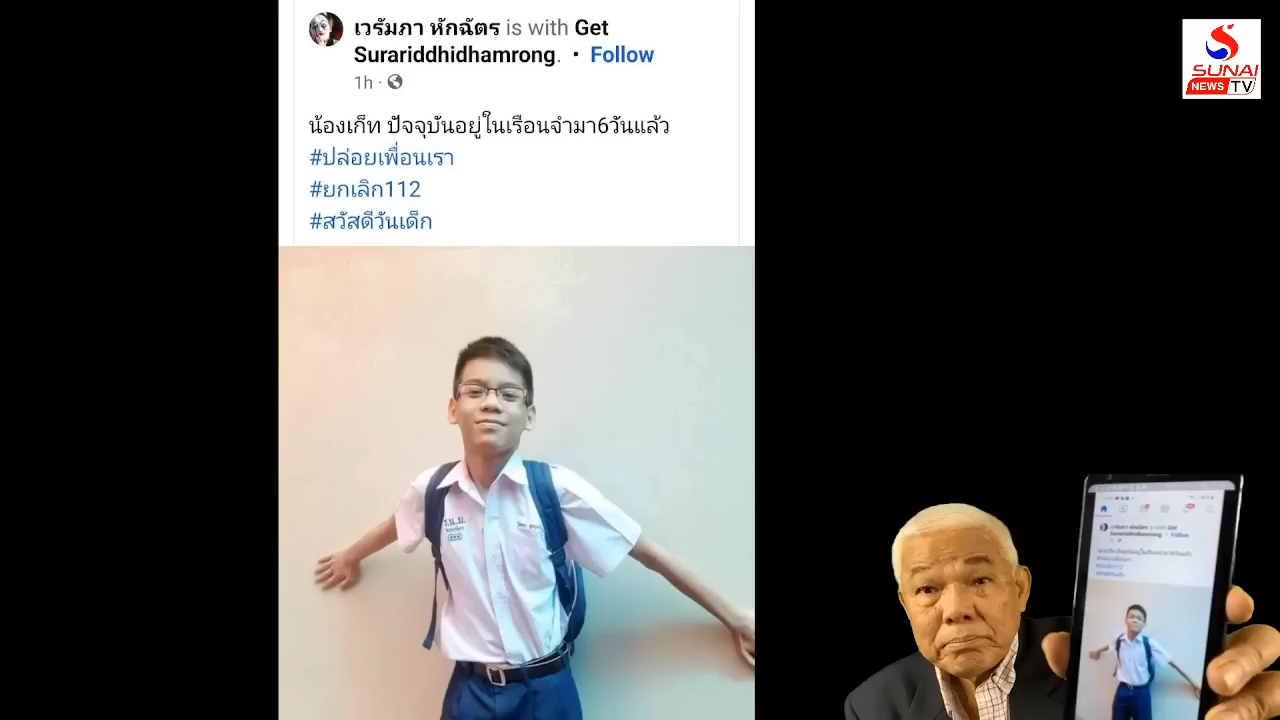 เวรัมภา หักฉัตร is with Get
Surariddhidhamrong. • Follow
1h ·
น้องเก็ท ปัจจุบันอยู่ในเรือนจำมา6วันแล้ว
#ปล่อยเพื่อนเรา
#ยกเลิก112
#สวัสดีวันเด็ก
SUNAI
NEWS TV